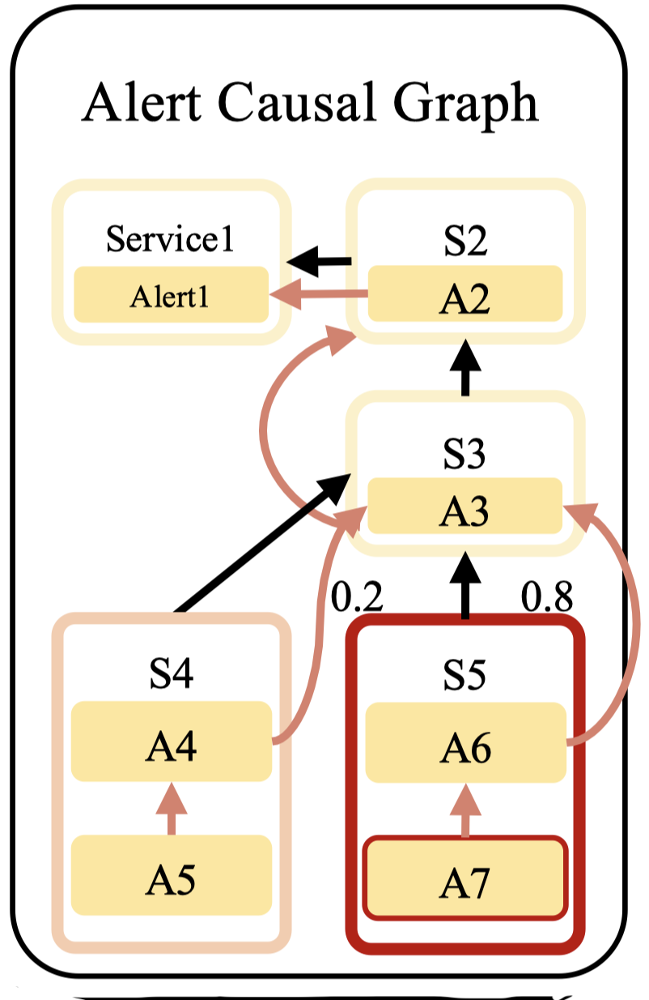 Alert Causal Graph
Service1
Alert1
S2
A2
S3
A3
0.2
0.8
S4
A4
A5
S5
A6
A7